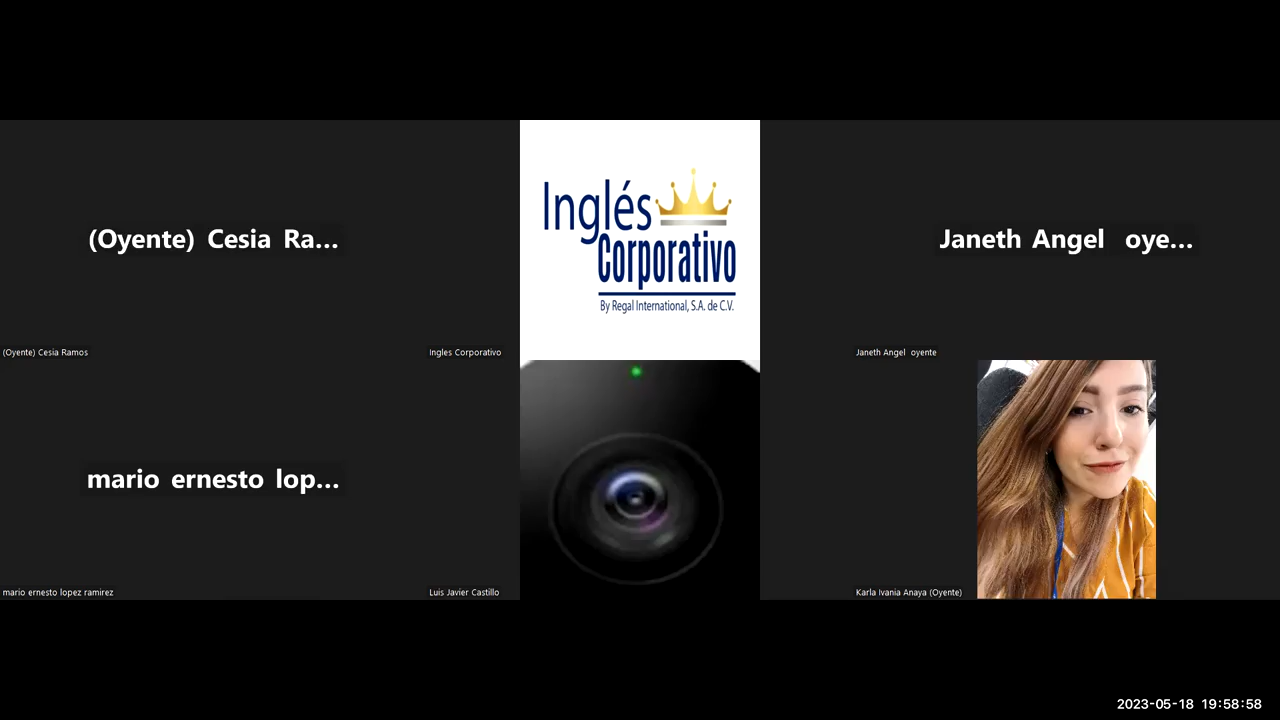 (Oyente) Cesia Ra...
Inglés
Corporativo
By Regal International, S.A. de C.V.
Janeth Angel oye...
(Oyente) Cesia Ramos
Ingles Corporativo
Janeth Angel oyente
mario ernesto lop...
mario ernesto lopez ramirez
Luis Javier Castillo
Karla Ivania Anaya (Oyente)
2023-05-18 19:58:58